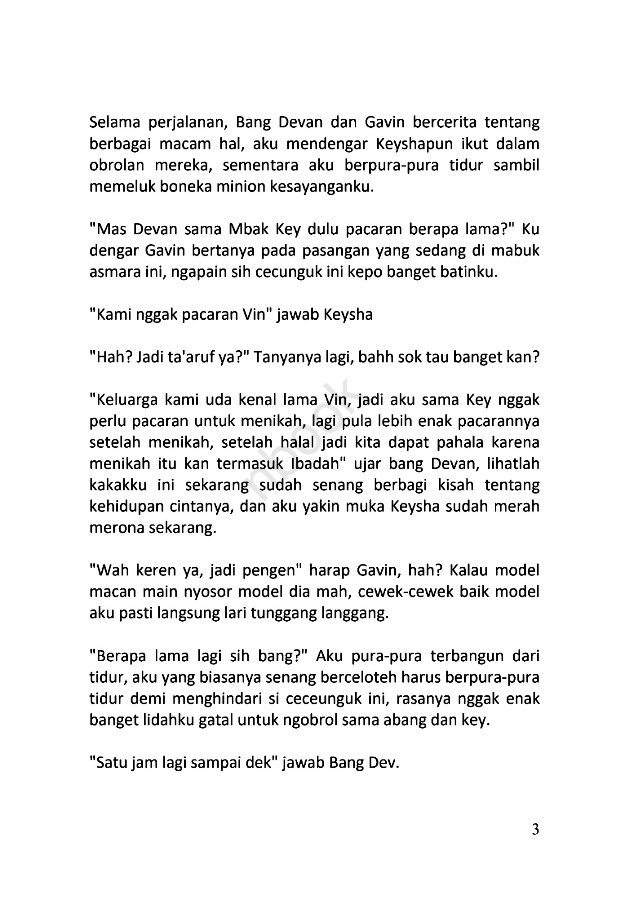 Selama perjalanan, Bang Devan dan Gavin bercerita tentang
berbagai macam hal, aku mendengar Keyshapun ikut dalam
obrolan mereka, sementara aku berpura-pura tidur sambil
memeluk boneka minion kesayanganku.
"Mas Devan sama Mbak Key dulu pacaran berapa lama?" Ku
dengar Gavin bertanya pada pasangan yang sedang di mabuk
asmara ini, ngapain sih cecunguk ini kepo banget batinku.
"Kami nggak pacaran Vin" jawab Keysha
"Hah? Jadi ta'aruf ya?" Tanyanya lagi, bahh sok tau banget kan?
"Keluarga kami uda kenal lama Vin, jadi aku sama Key nggak
perlu pacaran untuk menikah, lagi pula lebih enak pacarannya
setelah menikah, setelah halal jadi kita dapat pahala karena
menikah itu kan termasuk Ibadah" ujar bang Devan, lihatlah
kakakku ini sekarang sudah senang berbagi kisah tentang
kehidupan cintanya, dan aku yakin muka Keysha sudah merah
merona sekarang.
"Wah keren ya, jadi pengen" harap Gavin, hah? Kalau model
macan main nyosor model dia mah, cewek-cewek baik model
aku pasti langsung lari tunggang langgang.
"Berapa lama lagi sih bang?" Aku pura-pura terbangun dari
tidur, aku yang biasanya senang berceloteh harus berpura-pura
tidur demi menghindari si ceceunguk ini, rasanya nggak enak
banget lidahku gatal untuk ngobrol sama abang dan key.
"Satu jam lagi sampai dek" jawab Bang Dev.
3